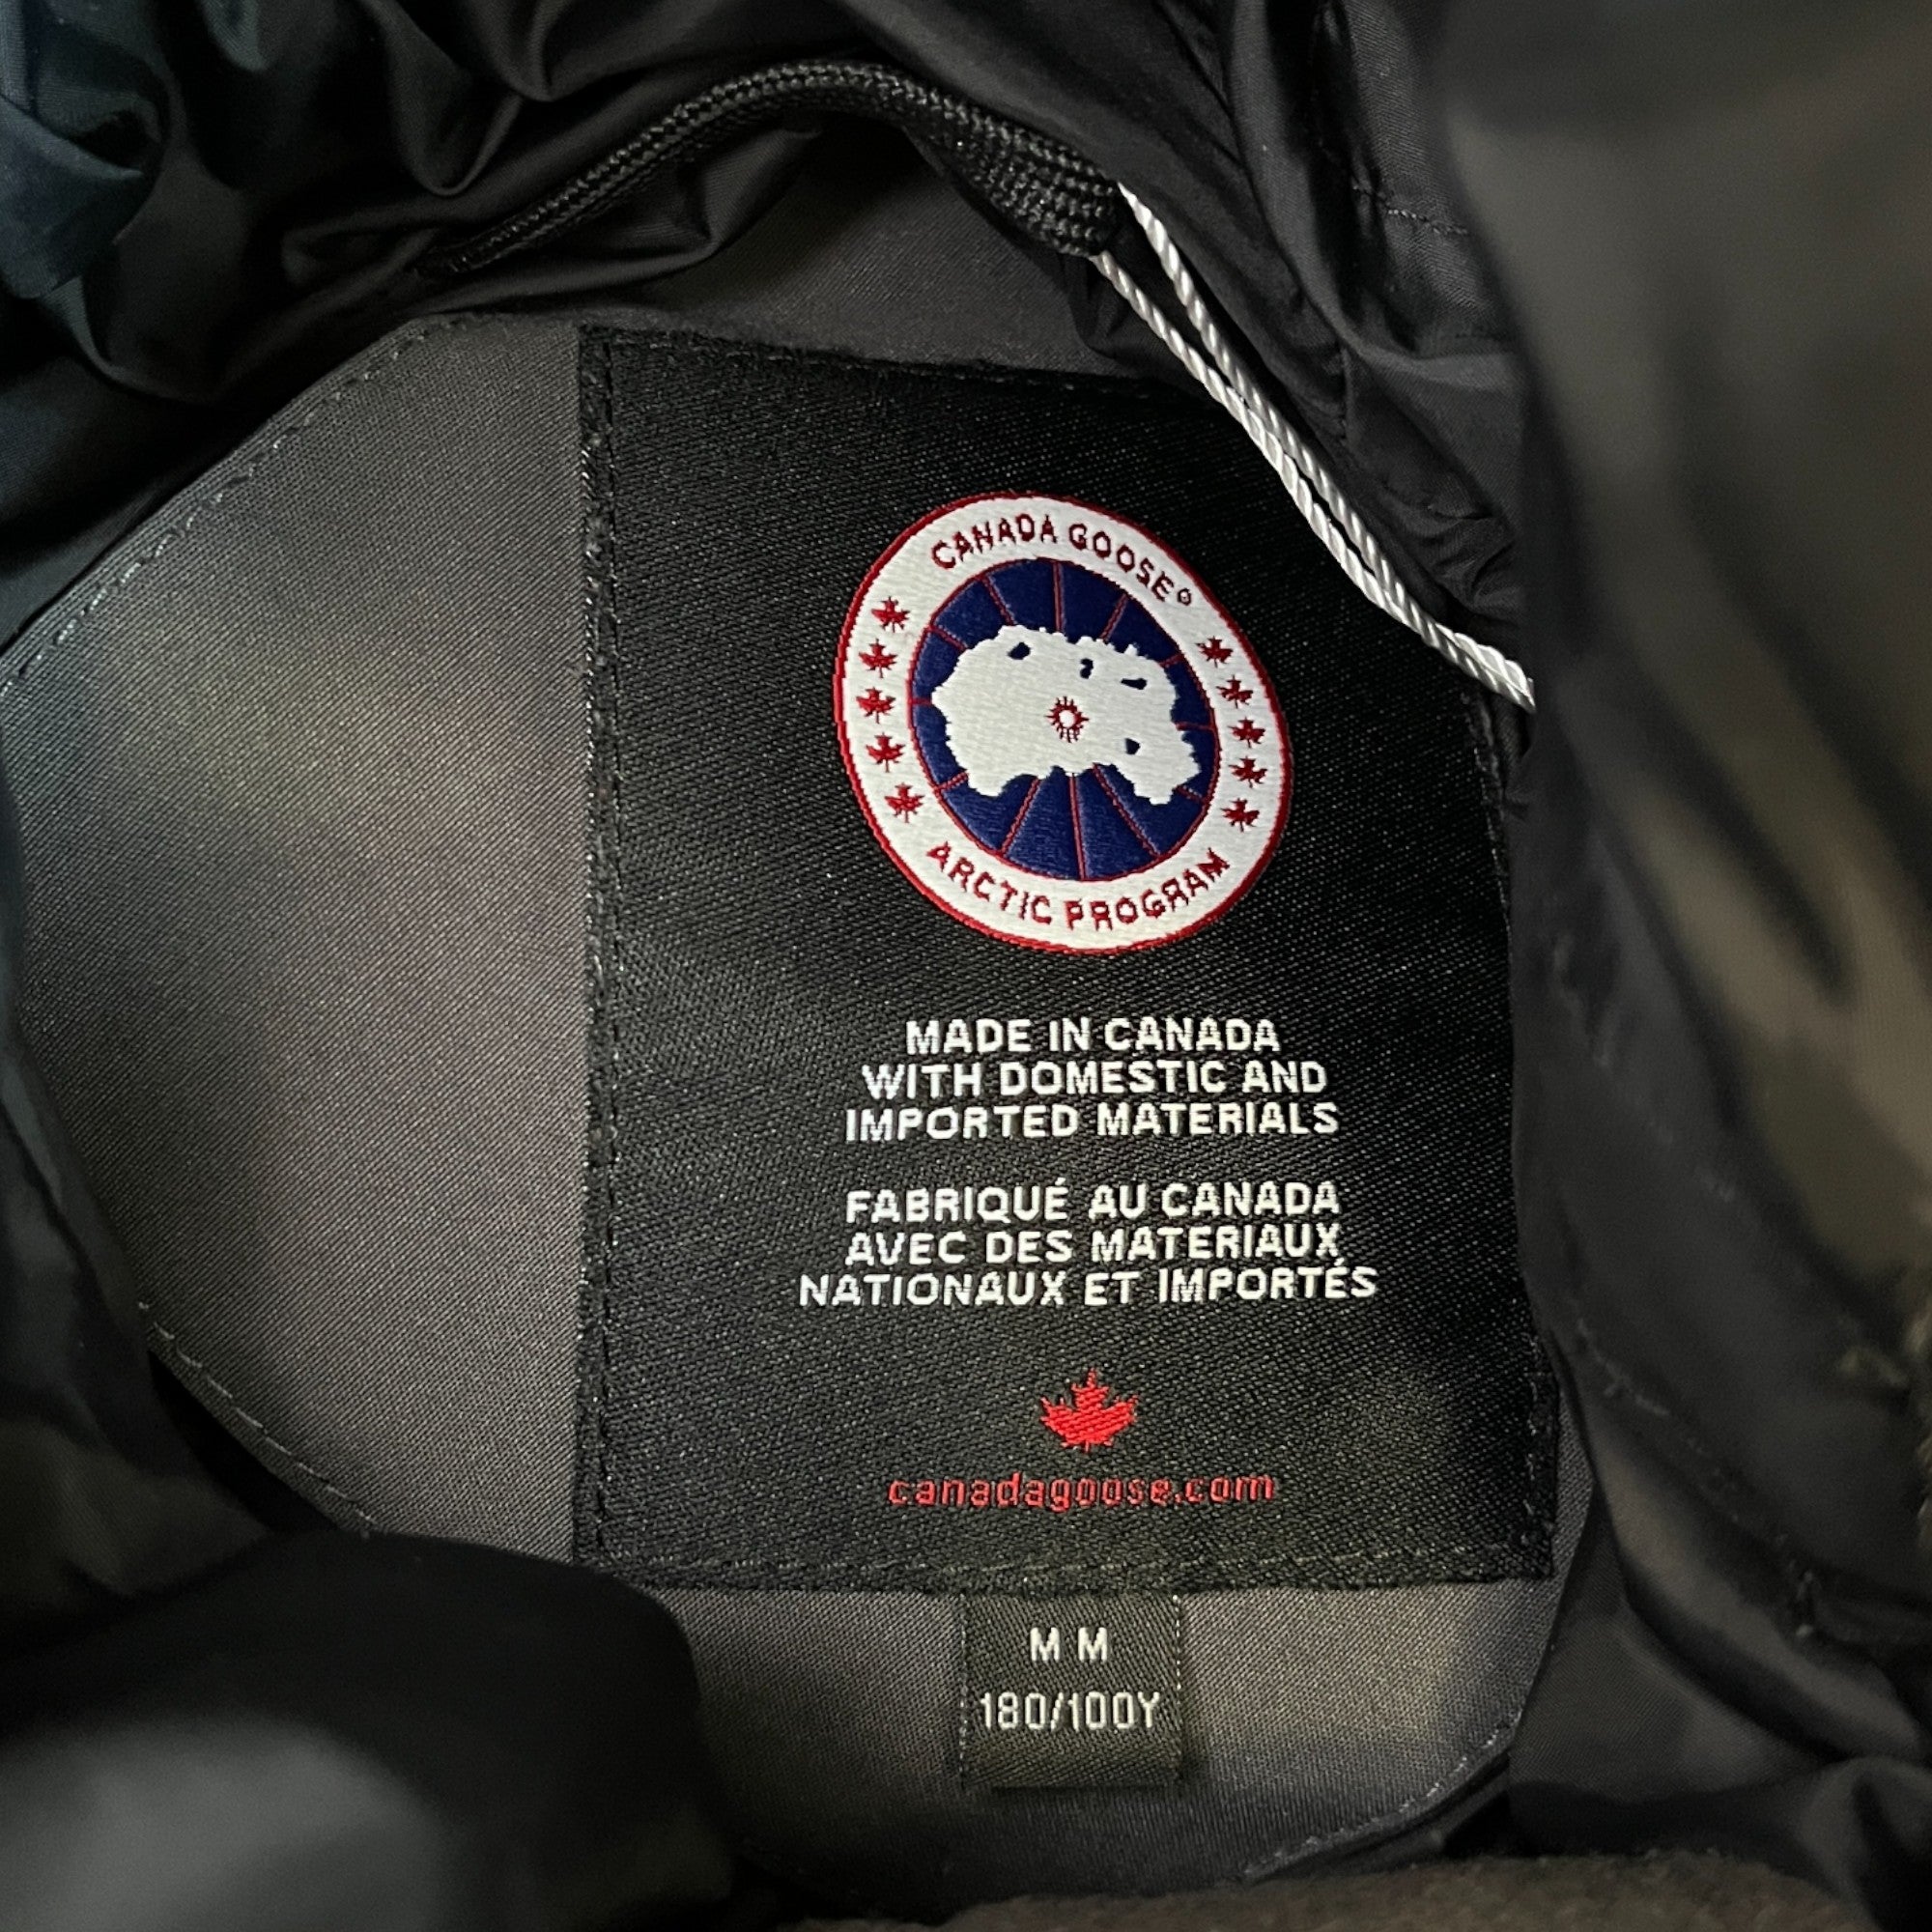 CANADA GOOSE®
ARCTIC PROGRAM
MADE IN CANADA
WITH DOMESTIC AND
IMPORTED MATERIALS
FABRIQUÉ AU CANADA
AVEC DES MATERIAUX
NATIONAUX ET IMPORTÉS
canadagoose.com
M M
180/100Y